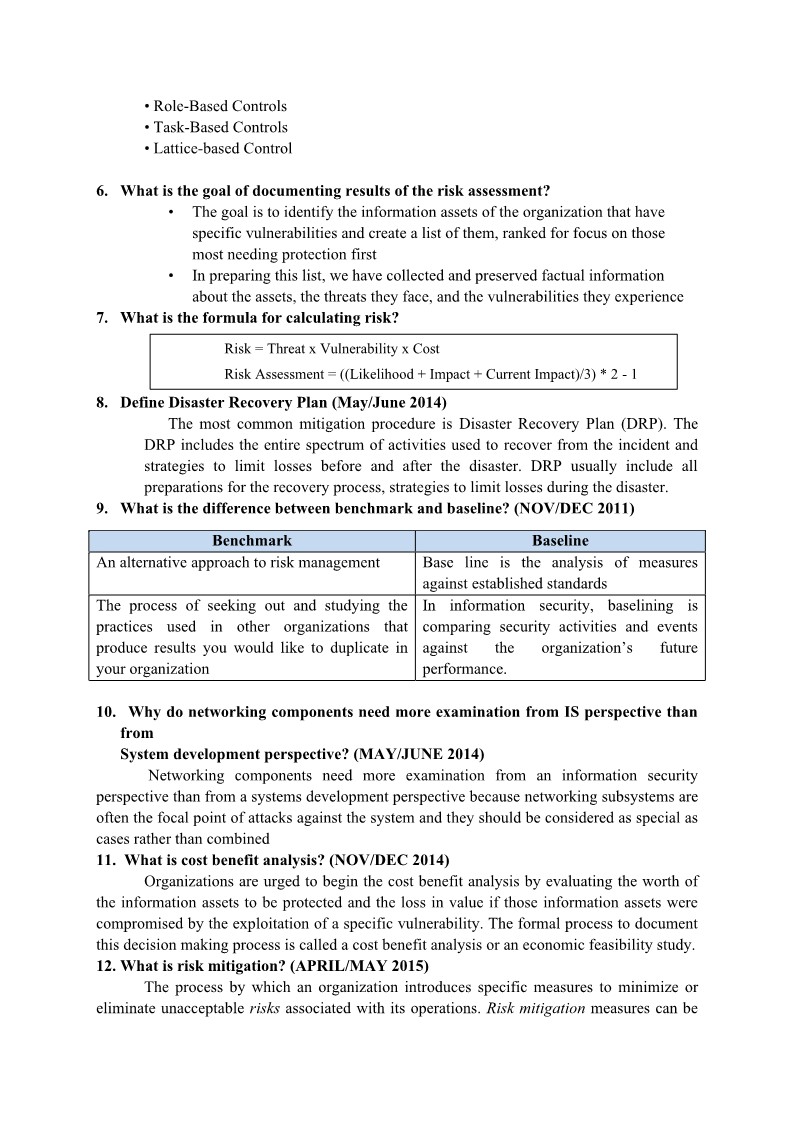 • Role-Based Controls
• Task-Based Controls
• Lattice-based Control
6. What is the goal of documenting results of the risk assessment?
• The goal is to identify the information assets of the organization that have
specific vulnerabilities and create a list of them, ranked for focus on those
most needing protection first
• In preparing this list, we have collected and preserved factual information
about the assets, the threats they face, and the vulnerabilities they experience
7. What is the formula for calculating risk?
Risk = Threat x Vulnerability x Cost
Risk Assessment = ((Likelihood + Impact + Current Impact)/3) * 2 - 1
8. Define Disaster Recovery Plan (May/June 2014)
The most common mitigation procedure is Disaster Recovery Plan (DRP). The
DRP includes the entire spectrum of activities used to recover from the incident and
strategies to limit losses before and after the disaster. DRP usually include all
preparations for the recovery process, strategies to limit losses during the disaster.
9. What is the difference between benchmark and baseline? (NOV/DEC 2011)
Benchmark
Baseline
An alternative approach to risk management
Base line is the analysis of measures
against established standards
The process of seeking out and studying the
practices used in other organizations that
produce results you would like to duplicate in
your organization
In information security, baselining is
comparing security activities and events
against the organization’s future
performance.
10. Why do networking components need more examination from IS perspective than
from
System development perspective? (MAY/JUNE 2014)
Networking components need more examination from an information security
perspective than from a systems development perspective because networking subsystems are
often the focal point of attacks against the system and they should be considered as special as
cases rather than combined
11. What is cost benefit analysis? (NOV/DEC 2014)
Organizations are urged to begin the cost benefit analysis by evaluating the worth of
the information assets to be protected and the loss in value if those information assets were
compromised by the exploitation of a specific vulnerability. The formal process to document
this decision making process is called a cost benefit analysis or an economic feasibility study.
12. What is risk mitigation? (APRIL/MAY 2015)
The process by which an organization introduces specific measures to minimize or
eliminate unacceptable risks associated with its operations. Risk mitigation measures can be